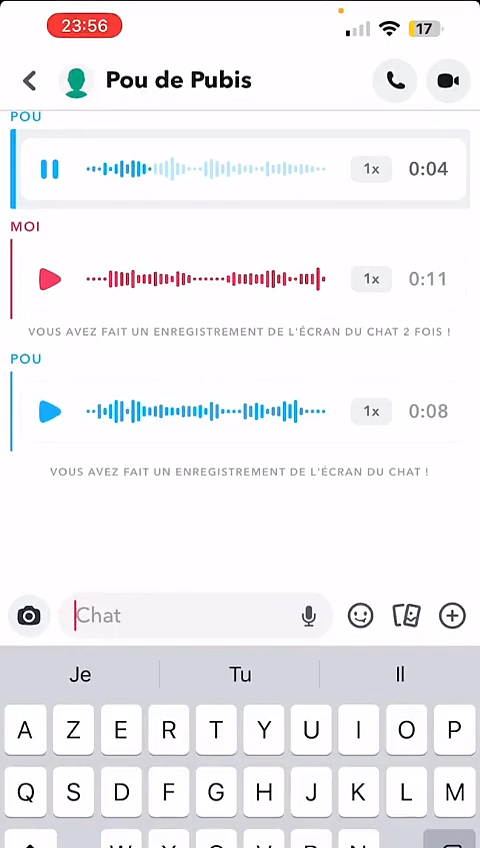 23:56
17
Pou de Pubis
POU
1x 0:04
MOI
1x 0:11
VOUS AVEZ FAIT UN ENREGISTREMENT DE L'ÉCRAN DU CHAT 2 FOIS !
POU
1x 0:08
VOUS AVEZ FAIT UN ENREGISTREMENT DE L'ÉCRAN DU CHAT !
Chat
Je Tu Il
A Z E R T Y U I O P
Q S D F G H J K L M
W X C V B N